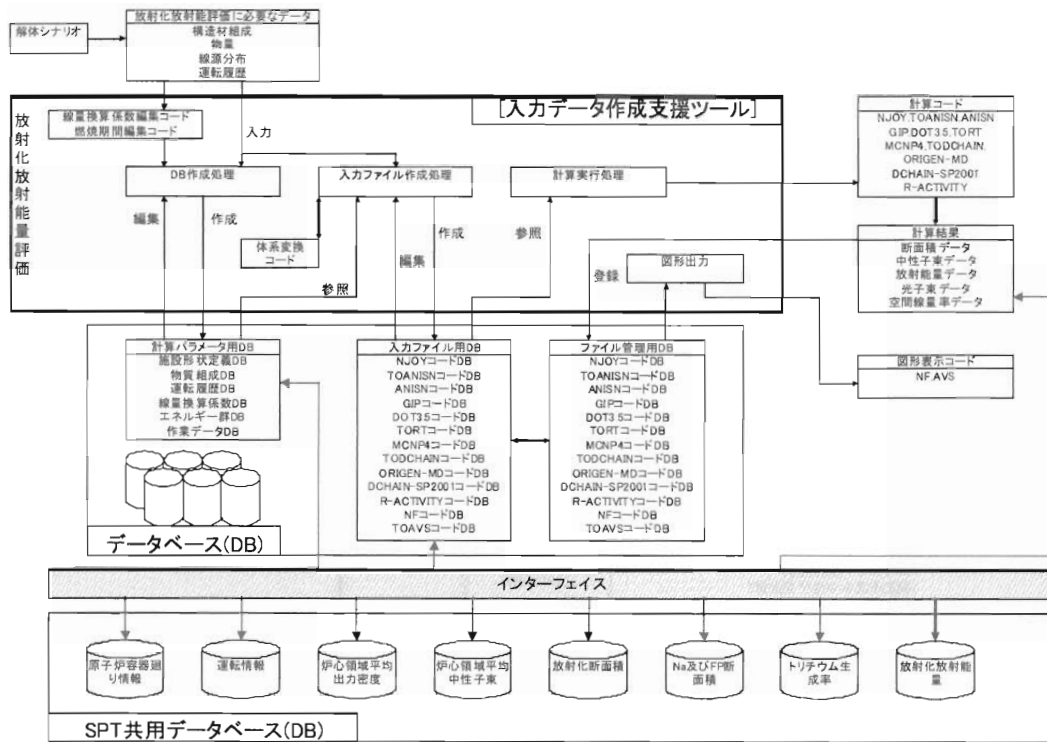 解体シナリオ
放射化放射能評価に必要なデータ
構造材組成
物量
線源分布
運転履歴
放射化放射能量評価
[入力データ作成支援ツール]
線量換算係数編集コード
燃焼期間編集コード
入力
DB作成処理
入力ファイル作成処理
計算実行処理
編集
作成
体系変換
コード
参照
編集
作成
参照
登録
図形出力
計算コード
NJOY,TOANISN,ANISN
GIP,DOT3.5,TORT
MCNP4,TODCHAIN,
ORIGEN-MD
DCHAIN-SP2001
R-ACTIVITY
計算結果
断面積データ
中性子束データ
放射能量データ
光子束データ
空間線量率データ
図形表示コード
NF,AVS
計算パラメータ用DB
施設形状定義DB
物質組成DB
運転履歴DB
線量換算係数DB
エネルギー群DB
作業データDB
データベース(DB)
入力ファイル用DB
NJOYコードDB
TOANISNコードDB
ANISNコードDB
GIPコードDB
DOT3.5コードDB
TORTコードDB
MCNP4コードDB
TODCHAINコードDB
ORIGEN-MDコードDB
DCHAIN-SP2001コードDB
R-ACTIVITYコードDB
NFコードDB
TOAVSコードDB
ファイル管理用DB
NJOYコードDB
TOANISNコードDB
ANISNコードDB
GIPコードDB
DOT3.5コードDB
TORTコードDB
MCNP4コードDB
TODCHAINコードDB
ORIGEN-MDコードDB
DCHAIN-SP2001コードDB
R-ACTIVITYコードDB
NFコードDB
TOAVSコードDB
インターフェイス
原子炉容器廻
り情報
運転情報
炉心領域平均
出力密度
炉心領域平均
中性子束
放射化断面積
Na及びFP断
面積
トリチウム生
成率
放射化放射能
量
SPT共用データベース(DB)